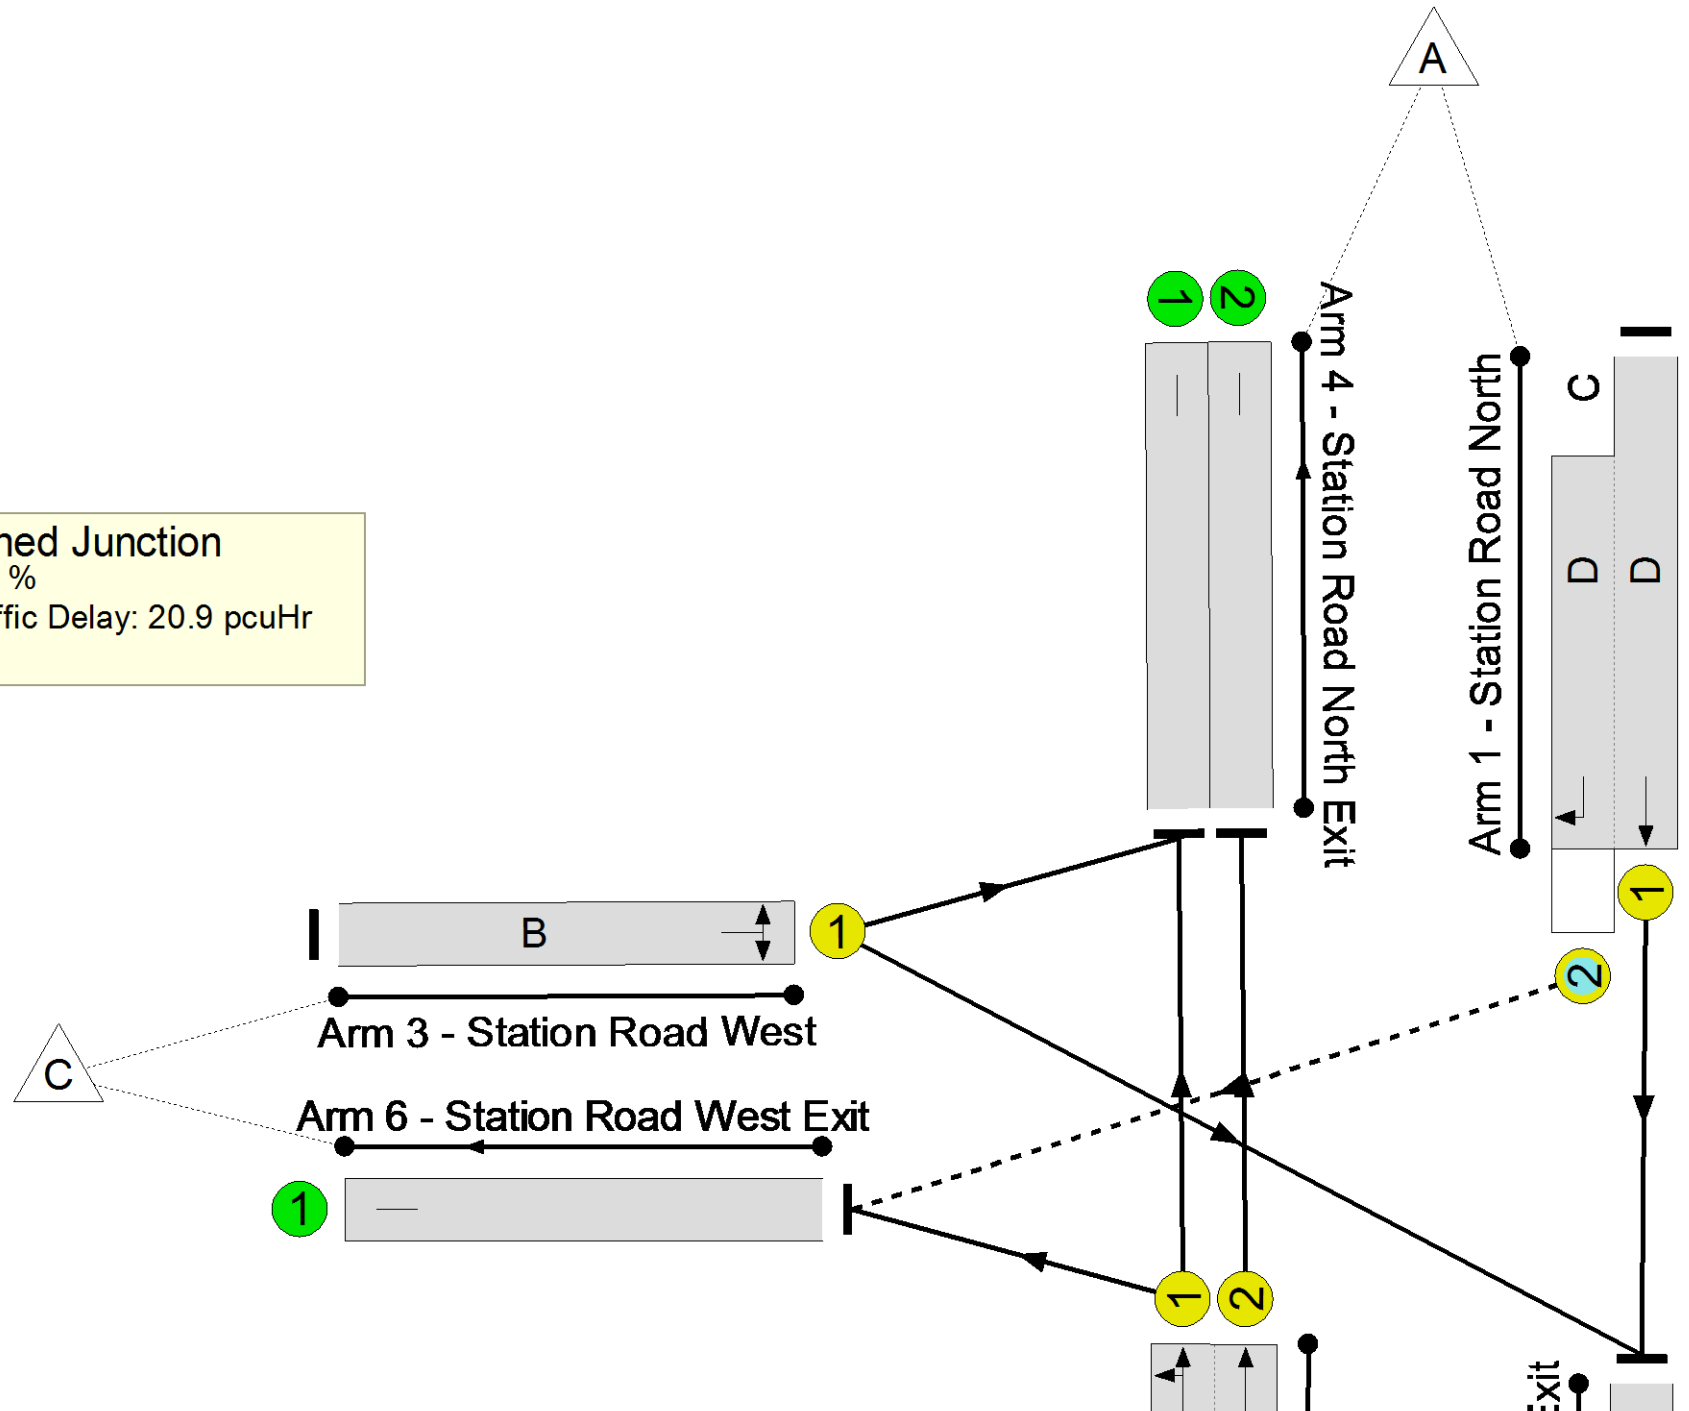 A
1
2
Arm 4 - Station Road North Exit
Arm 1 - Station Road North
C
D
D
ned Junction
%
ffic Delay: 20.9 pcuHr
B
1
1
2
Arm 3 - Station Road West
C
Arm 6 - Station Road West Exit
1
1
2
Exit